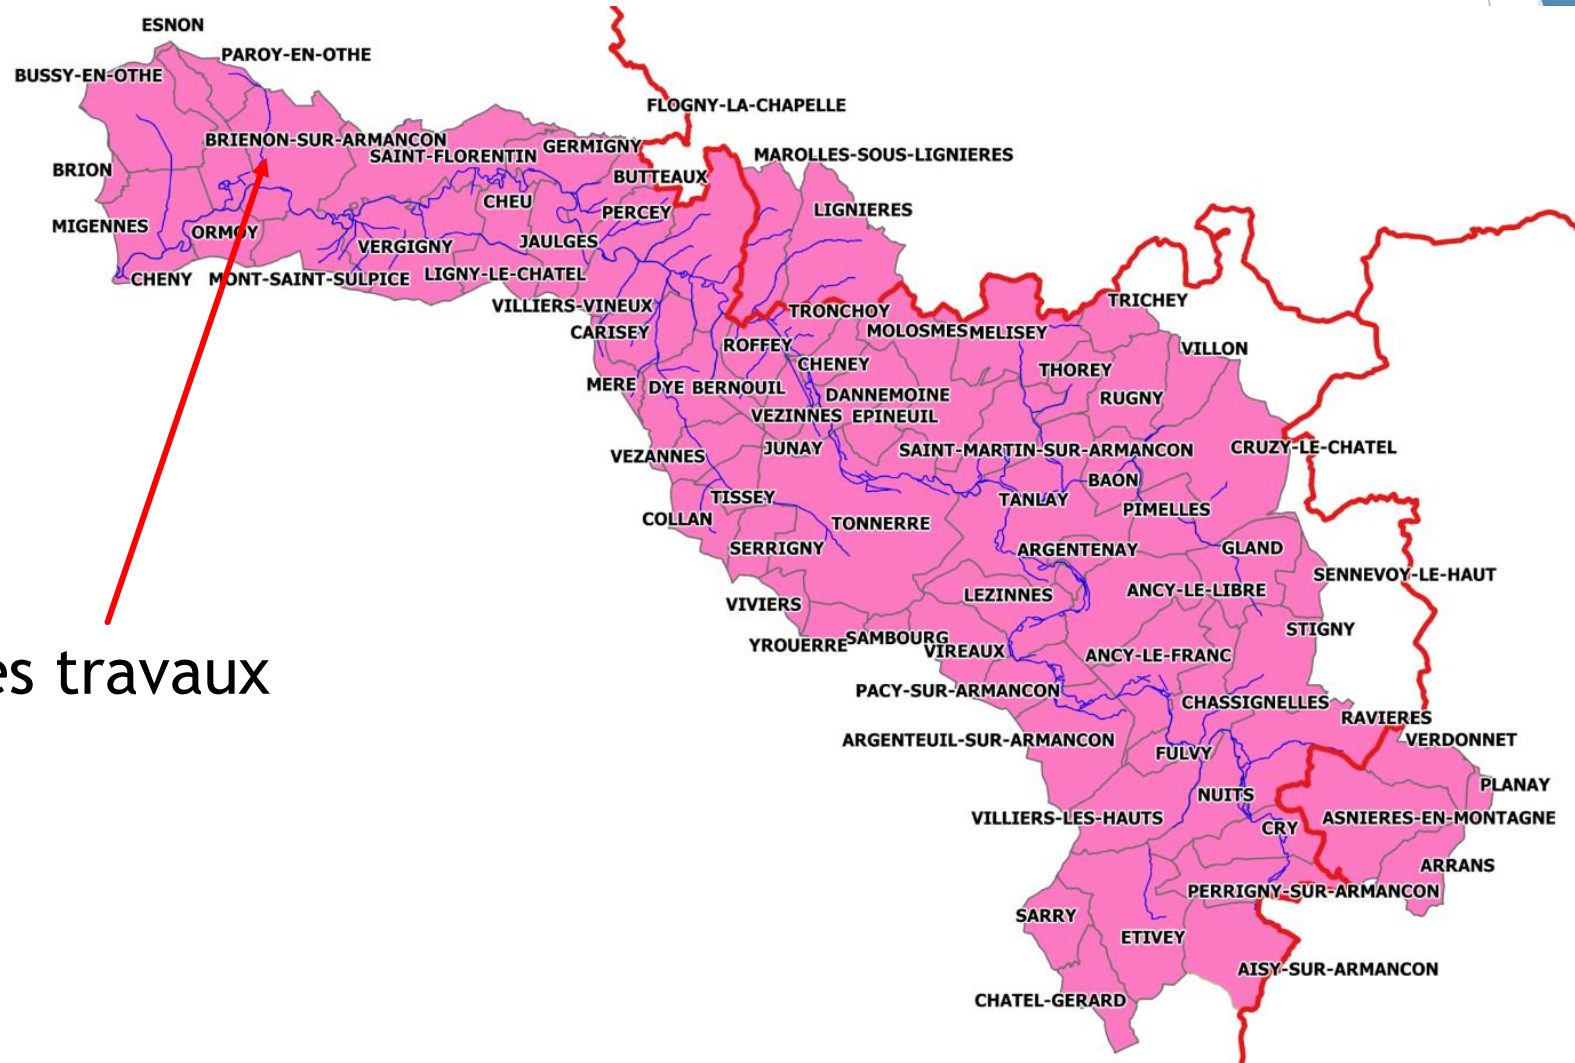 ESNON
PAROY-EN-OTHE
BUSSY-EN-OTHE
FLOGNY-LA-CHAPELLE
BRIENON-SUR-ARMANCON
GERMIGNY
SAINT-FLORENTIN
MAROLLES-SOUS-LIGNIERES
BRION
BUTTEAUX
CHEU
PERCEY
LIGNIERES
MIGENNES
ORMOY
JAULGES
VERGIGNY
CHENY
MONT-SAINT-SULPICE
LIGNY-LE-CHATEL
VILLIERS-VINEUX
TRICHEY
TRONCHOY
CARISEY
MOLOSMES
MELISEY
ROFFEY
VILLON
CHENEY
THOREY
MERE
DYE
BERNOUIL
DANNEMOINE
RUGNY
VEZINNES
EPINEUIL
JUNAY
SAINT-MARTIN-SUR-ARMANCON
CRUZY-LE-CHATEL
VEZANNES
BAON
TISSEY
TANLAY
PIMELLES
COLLAN
TONNERRE
SERRIGNY
ARGENTENAY
GLAND
SENNEVOY-LE-HAUT
LEZINNES
ANCY-LE-LIBRE
VIVIERS
STIGNY
YROUERRE
SAMBOURG
VIREAUX
ANCY-LE-FRANC
es travaux
PACY-SUR-ARMANCON
CHASSIGNELLES
RAVIERES
ARGENTEUIL-SUR-ARMANCON
VERDONNET
FULVY
PLANAY
NUITS
VILLIERS-LES-HAUTS
CRY
ASNIERES-EN-MONTAGNE
ARRANS
PERRIGNY-SUR-ARMANCON
SARRY
ETIVEY
AISY-SUR-ARMANCON
CHATEL-GERARD